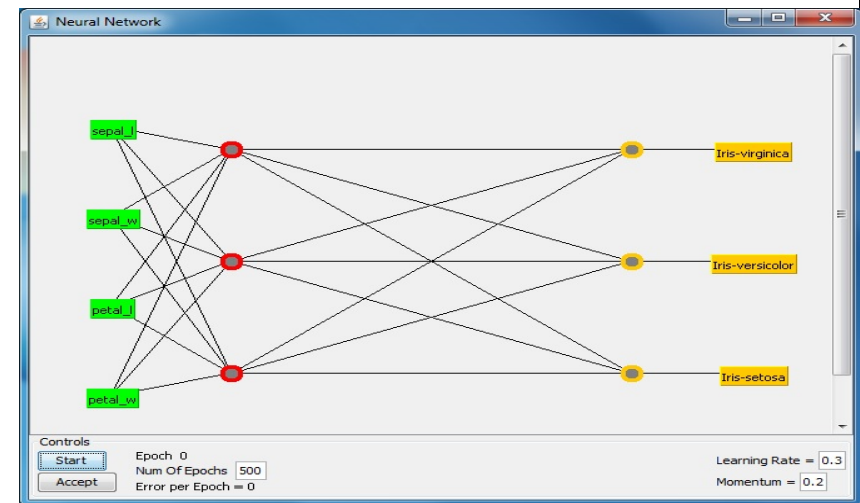 Neural Network
sepal_l
Iris-virginica
sepal_w
Iris-versicolor
petal_l
Iris-setosa
petal_w
Controls
Start
Accept
Epoch 0
Num Of Epochs 500
Error per Epoch = 0
Learning Rate = 0.3
Momentum = 0.2